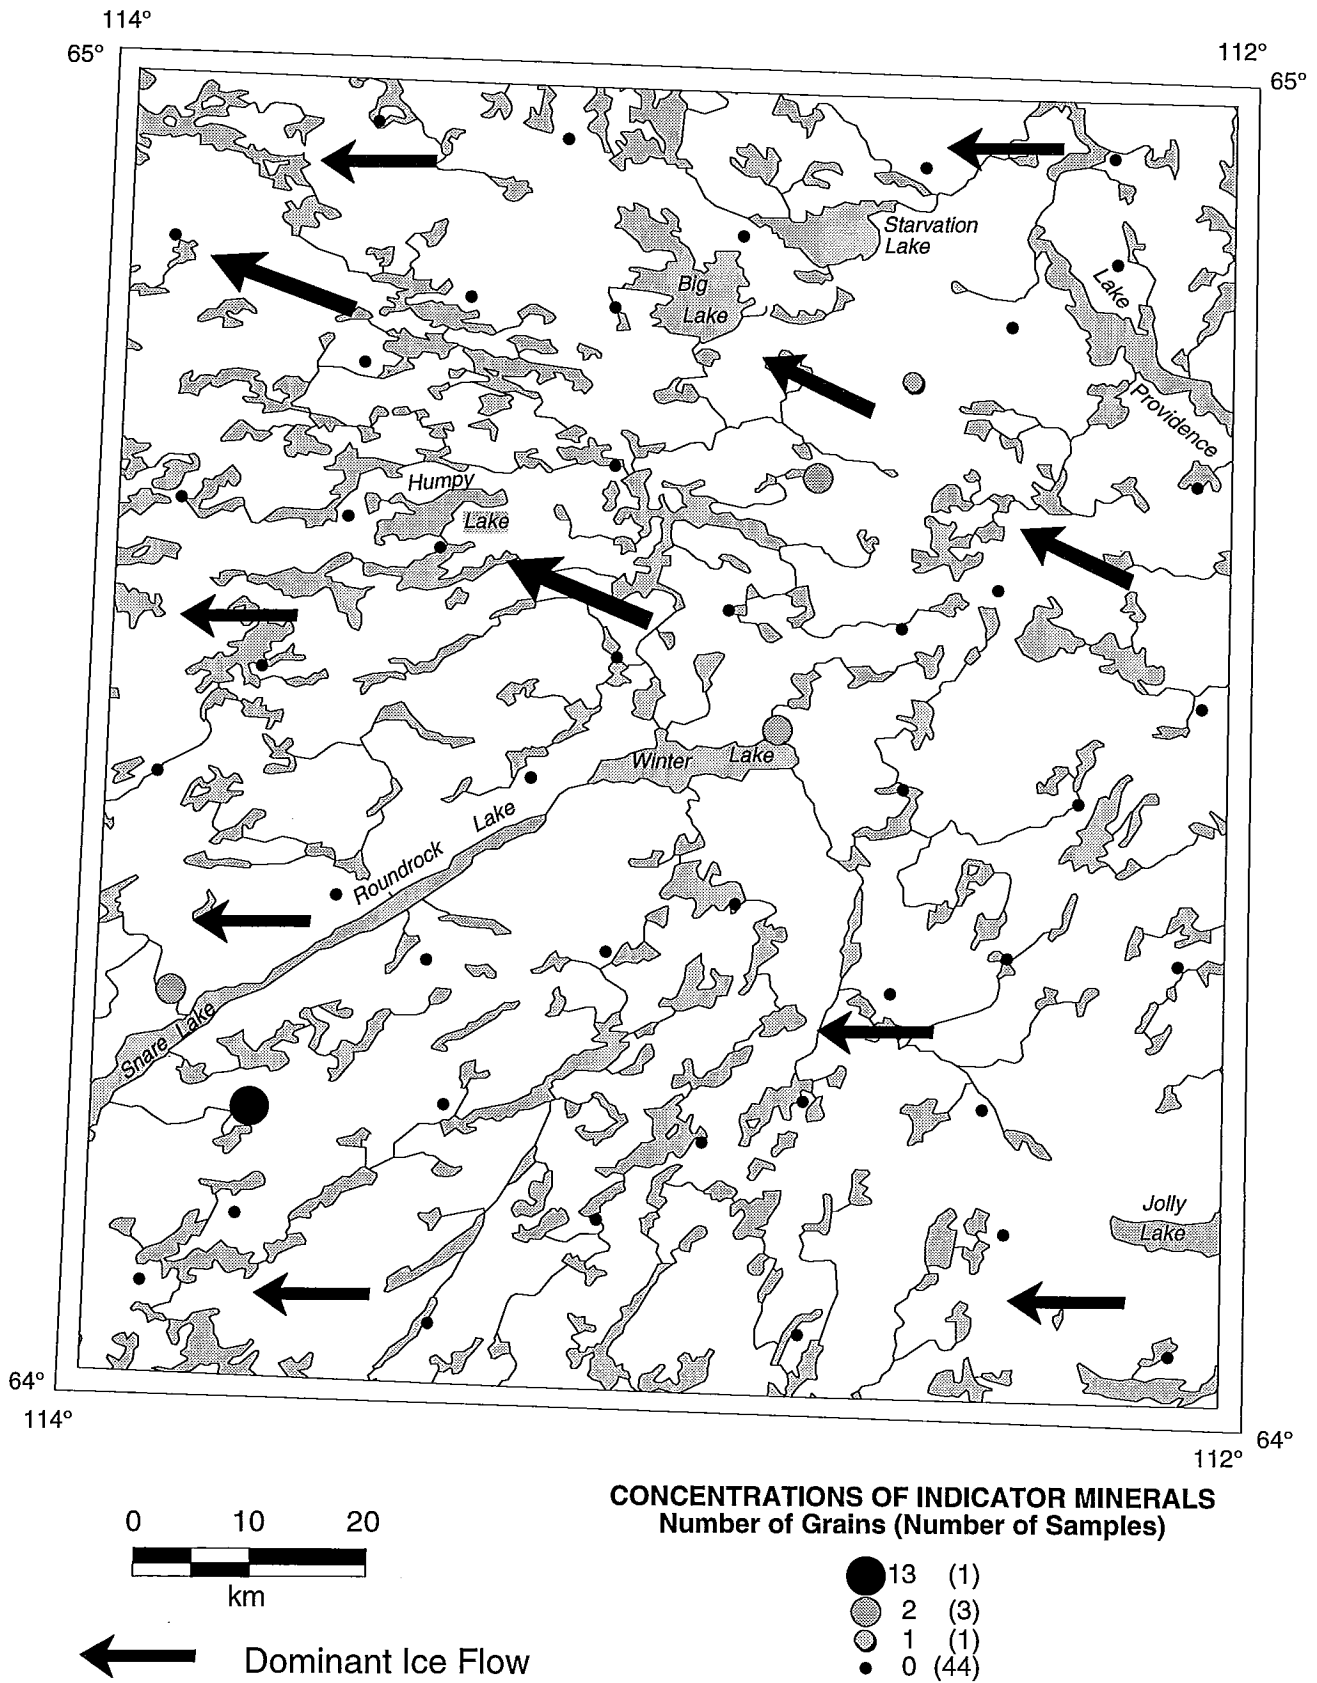 114°
65°
112°
65°
Starvation
Lake
Big
Lake
Lake
Providence
Humpy
Lake
Winter Lake
Lake
Roundrock
Snare Lake
Jolly
Lake
64°
114°
64°
112°
0 10 20
km
Dominant Ice Flow
CONCENTRATIONS OF INDICATOR MINERALS
Number of Grains (Number of Samples)
13 (1)
2 (3)
1 (1)
0 (44)